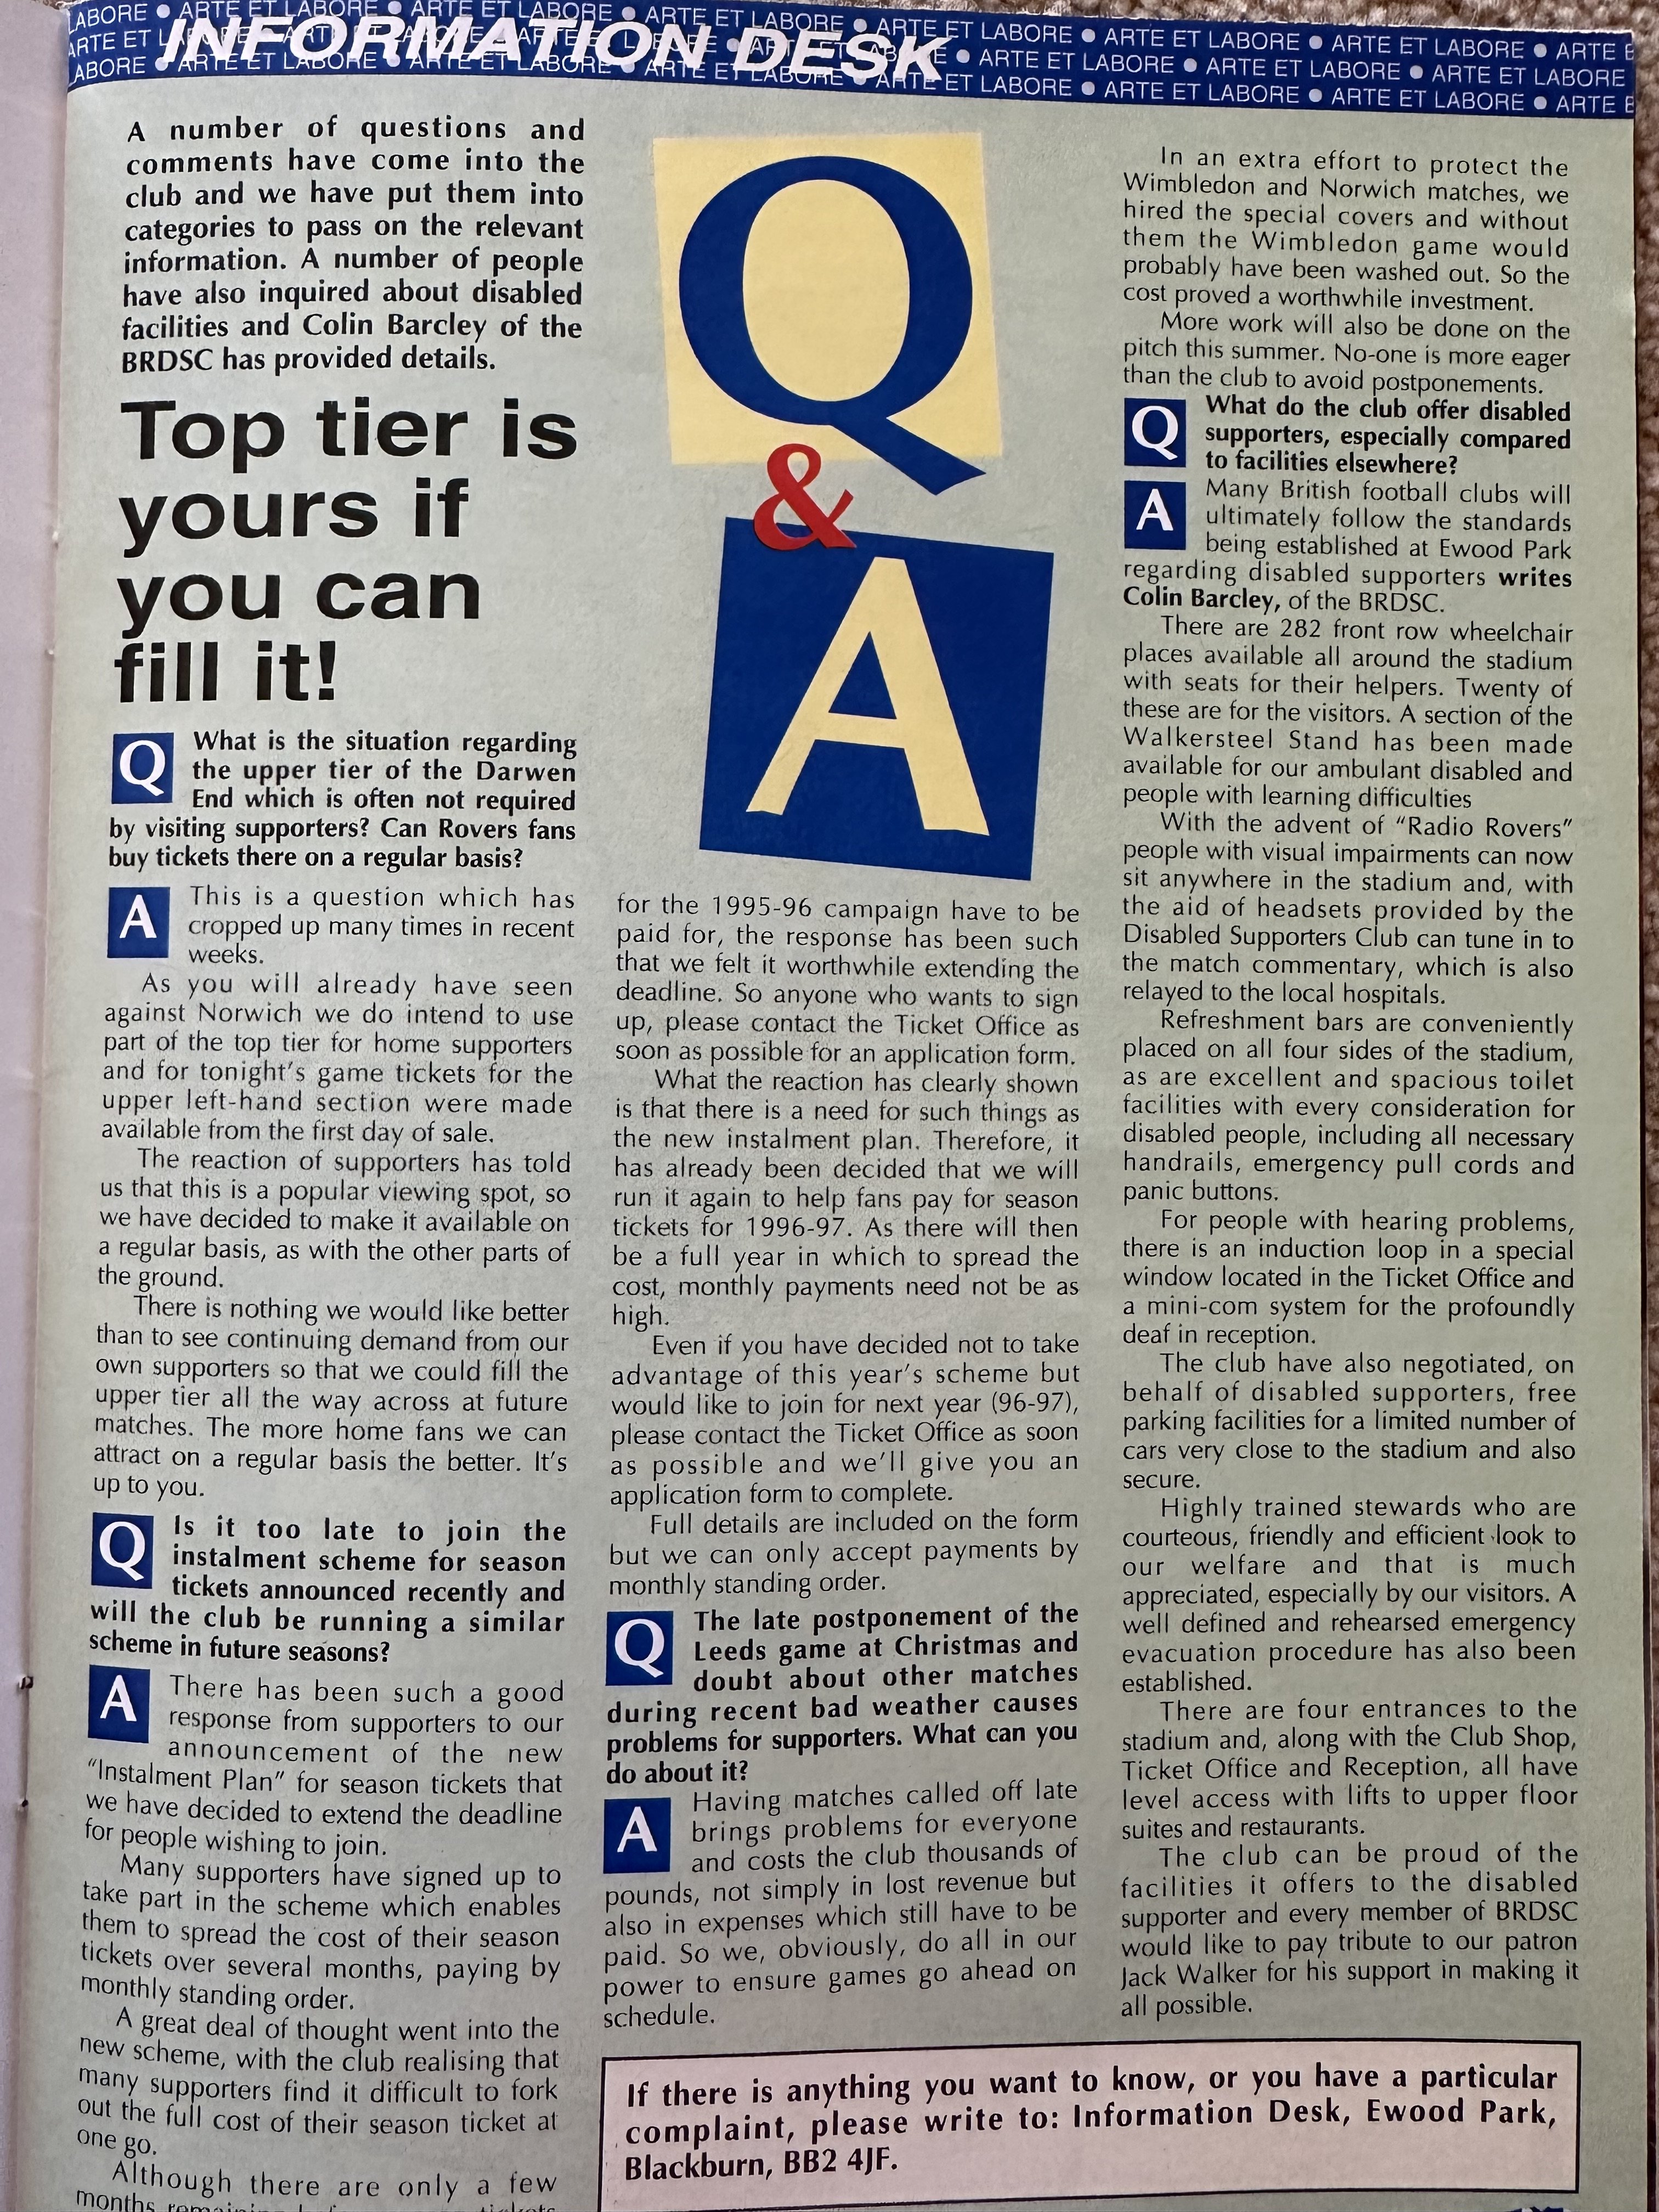 LABORE ● ARTE ET LABORE ● ARTE ET LABORE ● ARTE ET LABORE ● ARTE ET LABORE ● ARTE ET LABORE ● ARTE ET LABORE ● ARTE E
ARTE ET L
● ARTE ET LABORE ● ARTE ET LABORE ● ARTE ET LABORE
LABORE ● ARTE ET LABORE ● ARTE ET LABORE ● ARTE ET LABORE ● ARTE ET LABORE ● ARTE ET LABORE ● ARTE ET LABORE ● ARTE E
INFORMATION DESK
A number of questions and
comments have come into the
club and we have put them into
categories to pass on the relevant
information. A number of people
have also inquired about disabled
facilities and Colin Barcley of the
BRDSC has provided details.
Top tier is
yours if
you can
fill it!
Q What is the situation regarding
the upper tier of the Darwen
End which is often not required
by visiting supporters? Can Rovers fans
buy tickets there on a regular basis?
A This is a question which has
cropped up many times in recent
weeks.
As you will already have seen
against Norwich we do intend to use
part of the top tier for home supporters
and for tonight's game tickets for the
upper left-hand section were made
available from the first day of sale.
The reaction of supporters has told
us that this is a popular viewing spot, so
we have decided to make it available on
a regular basis, as with the other parts of
the ground.
There is nothing we would like better
than to see continuing demand from our
own supporters so that we could fill the
upper tier all the way across at future
matches. The more home fans we can
attract on a regular basis the better. It's
up to you.
Q Is it too late to join the
instalment scheme for season
tickets announced recently and
will the club be running a similar
scheme in future seasons?
A There has been such a good
response from supporters to our
announcement of the new
"Instalment Plan" for season tickets that
we have decided to extend the deadline
for people wishing to join.
Many supporters have signed up to
take part in the scheme which enables
them to spread the cost of their season
tickets over several months, paying by
monthly standing order.
A great deal of thought went into the
new scheme, with the club realising that
many supporters find it difficult to fork
out the full cost of their season ticket at
one go.
Although there are only a few
months
Q
&
A
for the 1995-96 campaign have to be
paid for, the response has been such
that we felt it worthwhile extending the
deadline. So anyone who wants to sign
up, please contact the Ticket Office as
soon as possible for an application form.
What the reaction has clearly shown
is that there is a need for such things as
the new instalment plan. Therefore, it
has already been decided that we will
run it again to help fans pay for season
tickets for 1996-97. As there will then
be a full year in which to spread the
cost, monthly payments need not be as
high.
Even if you have decided not to take
advantage of this year's scheme but
would like to join for next year (96-97),
please contact the Ticket Office as soon
as possible and we'll give you an
application form to complete.
Full details are included on the form
but we can only accept payments by
monthly standing order.
Q The late postponement of the
Leeds game at Christmas and
doubt about other matches
during recent bad weather causes
problems for supporters. What can you
do about it?
A Having matches called off late
brings problems for everyone
and costs the club thousands of
pounds, not simply in lost revenue but
also in expenses which still have to be
paid. So we, obviously, do all in our
power to ensure games go ahead on
schedule.
In an extra effort to protect the
Wimbledon and Norwich matches, we
hired the special covers and without
them the Wimbledon game would
probably have been washed out. So the
cost proved a worthwhile investment.
More work will also be done on the
pitch this summer. No-one is more eager
than the club to avoid postponements.
Q What do the club offer disabled
supporters, especially compared
to facilities elsewhere?
A Many British football clubs will
ultimately follow the standards
being established at Ewood Park
regarding disabled supporters writes
Colin Barcley, of the BRDSC.
There are 282 front row wheelchair
places available all around the stadium
with seats for their helpers. Twenty of
these are for the visitors. A section of the
Walkersteel Stand has been made
available for our ambulant disabled and
people with learning difficulties
With the advent of "Radio Rovers"
people with visual impairments can now
sit anywhere in the stadium and, with
the aid of headsets provided by the
Disabled Supporters Club can tune in to
the match commentary, which is also
relayed to the local hospitals.
Refreshment bars are conveniently
placed on all four sides of the stadium,
as are excellent and spacious toilet
facilities with every consideration for
disabled people, including all necessary
handrails, emergency pull cords and
panic buttons.
For people with hearing problems,
there is an induction loop in a special
window located in the Ticket Office and
a mini-com system for the profoundly
deaf in reception.
The club have also negotiated, on
behalf of disabled supporters, free
parking facilities for a limited number of
cars very close to the stadium and also
secure.
Highly trained stewards who are
courteous, friendly and efficient look to
our welfare and that is much
appreciated, especially by our visitors. A
well defined and rehearsed emergency
evacuation procedure has also been
established.
There are four entrances to the
stadium and, along with the Club Shop,
Ticket Office and Reception, all have
level access with lifts to upper floor
suites and restaurants.
The club can be proud of the
facilities it offers to the disabled
supporter and every member of BRDSC
would like to pay tribute to our patron
Jack Walker for his support in making it
all possible.
If there is anything you want to know, or you have a particular
complaint, please write to: Information Desk, Ewood Park,
Blackburn, BB2 4JF.